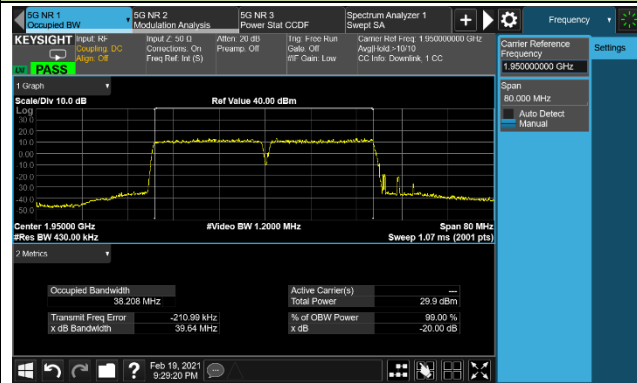 5G NR 1
Occupied BW
5G NR 2
Modulation Analysis
5G NR 3
Power Stat CCDF
Spectrum Analyzer 1
Swept SA
Frequency
KEYSIGHT
Input: RF
Coupling: DC
Align: Off
Input Z: 50 Ω
Corrections: On
Freq Ref: Int (S)
Atten: 20 dB
Preamp: Off
Trig: Free Run
Gate: Off
#IF Gain: Low
Carrier Ref Freq: 1.950000000 GHz
Avg|Hold:>10/10
CC Info: Downlink, 1 CC
LW PASS
Carrier Reference
Frequency
1.950000000 GHz
Settings
Span
80.000 MHz
Auto Detect
Manual
1 Graph
Scale/Div 10.0 dB
Ref Value 40.00 dBm
Log
30.0
20.0
10.0
0.00
-10.0
-20.0
-30.0
-40.0
-50.0
Center 1.95000 GHz
#Video BW 1.2000 MHz
Span 80 MHz
#Res BW 430.00 kHz
Sweep 1.07 ms (2001 pts)
2 Metrics
Occupied Bandwidth
38.208 MHz
Active Carrier(s) ---
Total Power 29.9 dBm
Transmit Freq Error -210.99 kHz
% of OBW Power 99.00 %
x dB Bandwidth 39.64 MHz
x dB -20.00 dB
Feb 19, 2021
9:29:20 PM